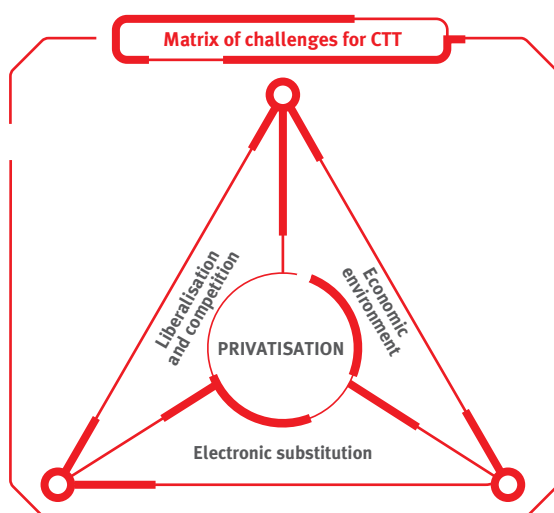 Matrix of challenges for CTT
Liberalisation
and competition
Economic
environment
PRIVATISATION
Electronic substitution